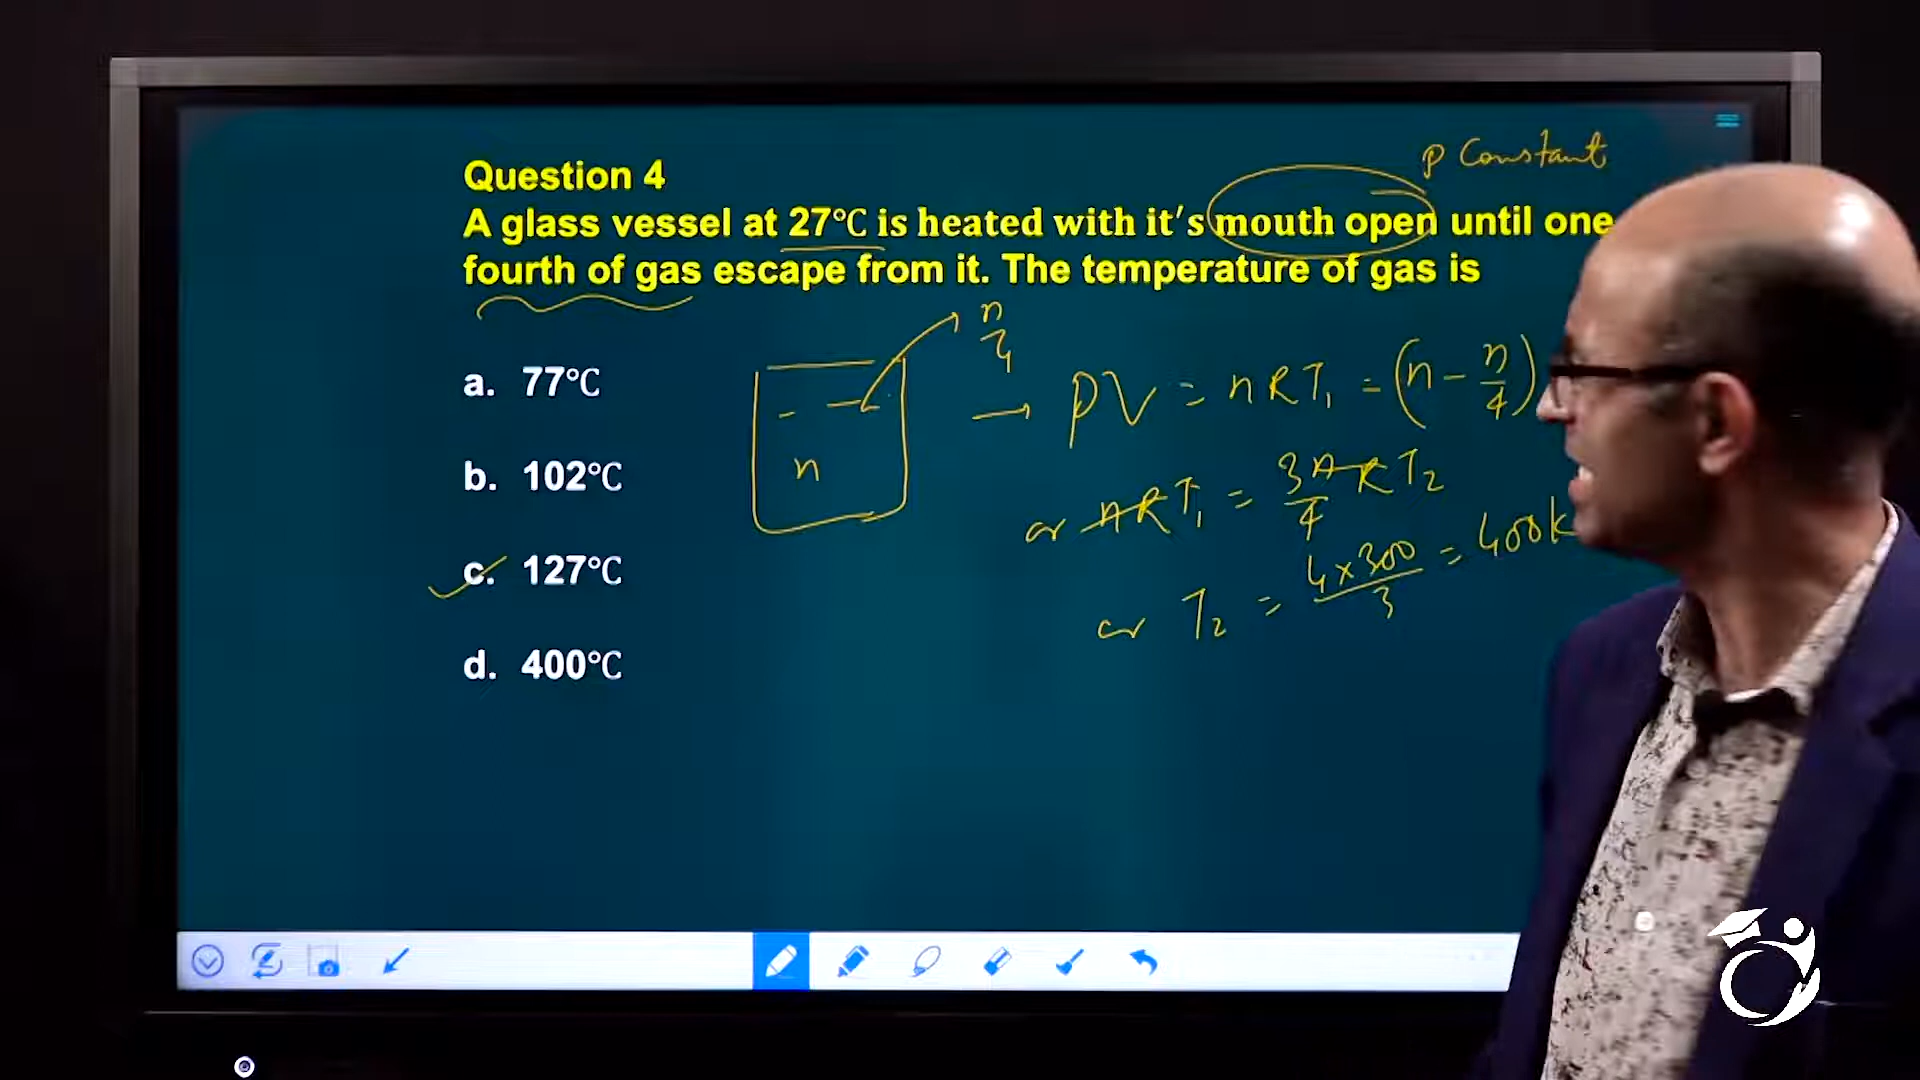 P Constant
Question 4
A glass vessel at 27°C is heated with it's mouth open until one
fourth of gas escape from it. The temperature of gas is
a. 77°C
b. 102°C
c. 127°C
d. 400°C
n/4
n
→ PV = nRT₁ = (n - n/4)
or nRT₁ = 3nRT₂/4
or T₂ = 4×300/3 = 400K